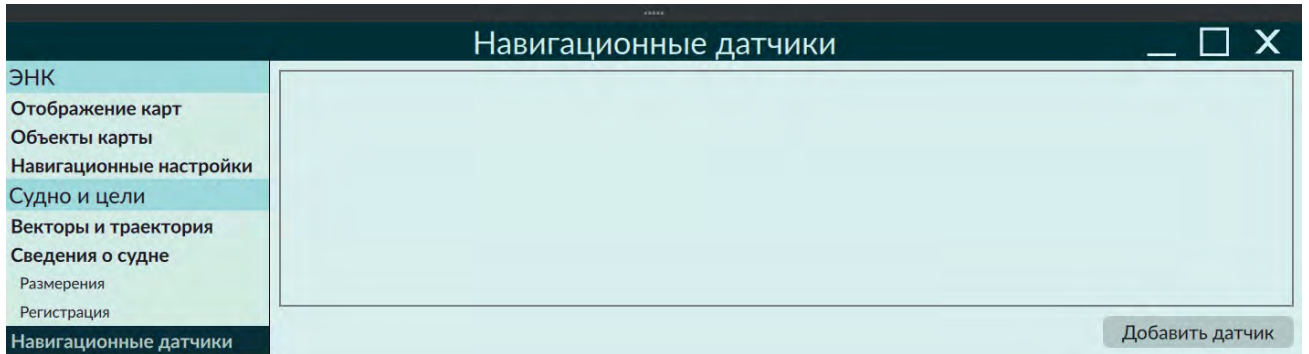 Навигационные датчики
ЭНК
Отображение карт
Объекты карты
Навигационные настройки
Судно и цели
Векторы и траектория
Сведения о судне
Размерения
Регистрация
Навигационные датчики
Добавить датчик